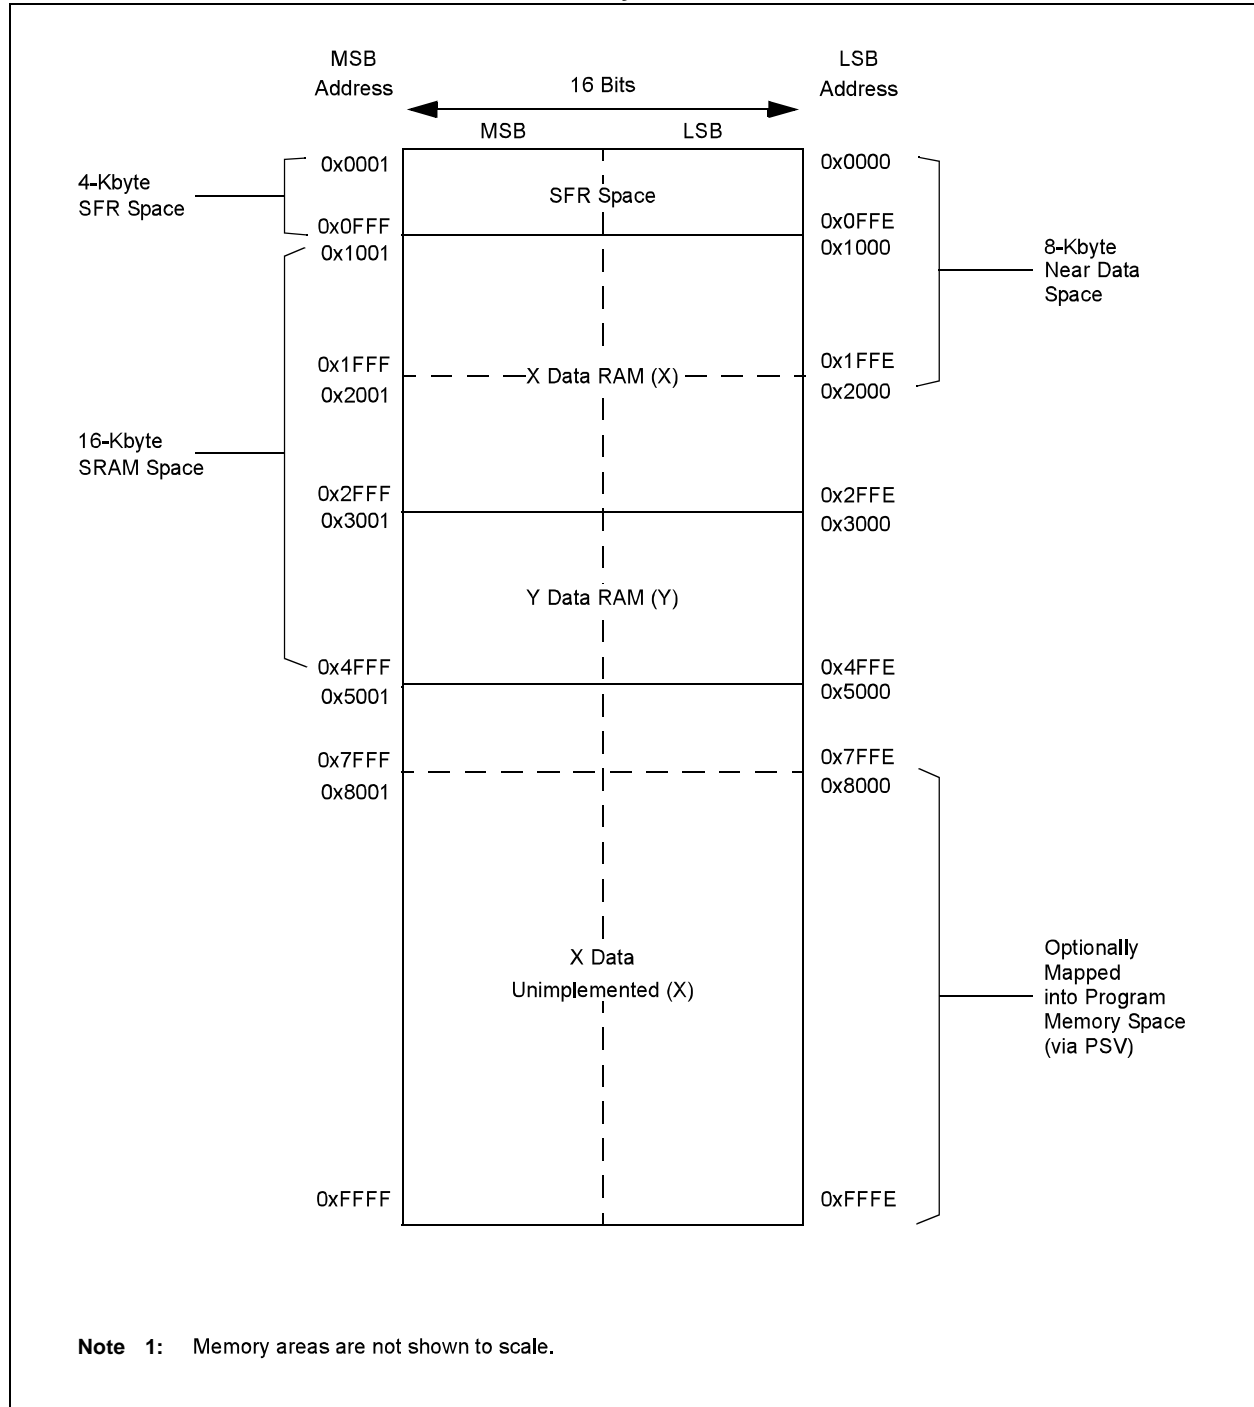 MSB
Address
16 Bits
LSB
Address
MSB
LSB
0x0001
0x0000
4-Kbyte
SFR Space
SFR Space
0x0FFF
0x0FFE
0x1001
0x1000
8-Kbyte
Near Data
Space
0x1FFF
0x1FFE
X Data RAM (X)
0x2001
0x2000
16-Kbyte
SRAM Space
0x2FFF
0x2FFE
0x3001
0x3000
Y Data RAM (Y)
0x4FFF
0x4FFE
0x5001
0x5000
0x7FFF
0x7FFE
0x8001
0x8000
X Data
Unimplemented (X)
Optionally
Mapped
into Program
Memory Space
(via PSV)
0xFFFF
0xFFFE
Note 1: Memory areas are not shown to scale.